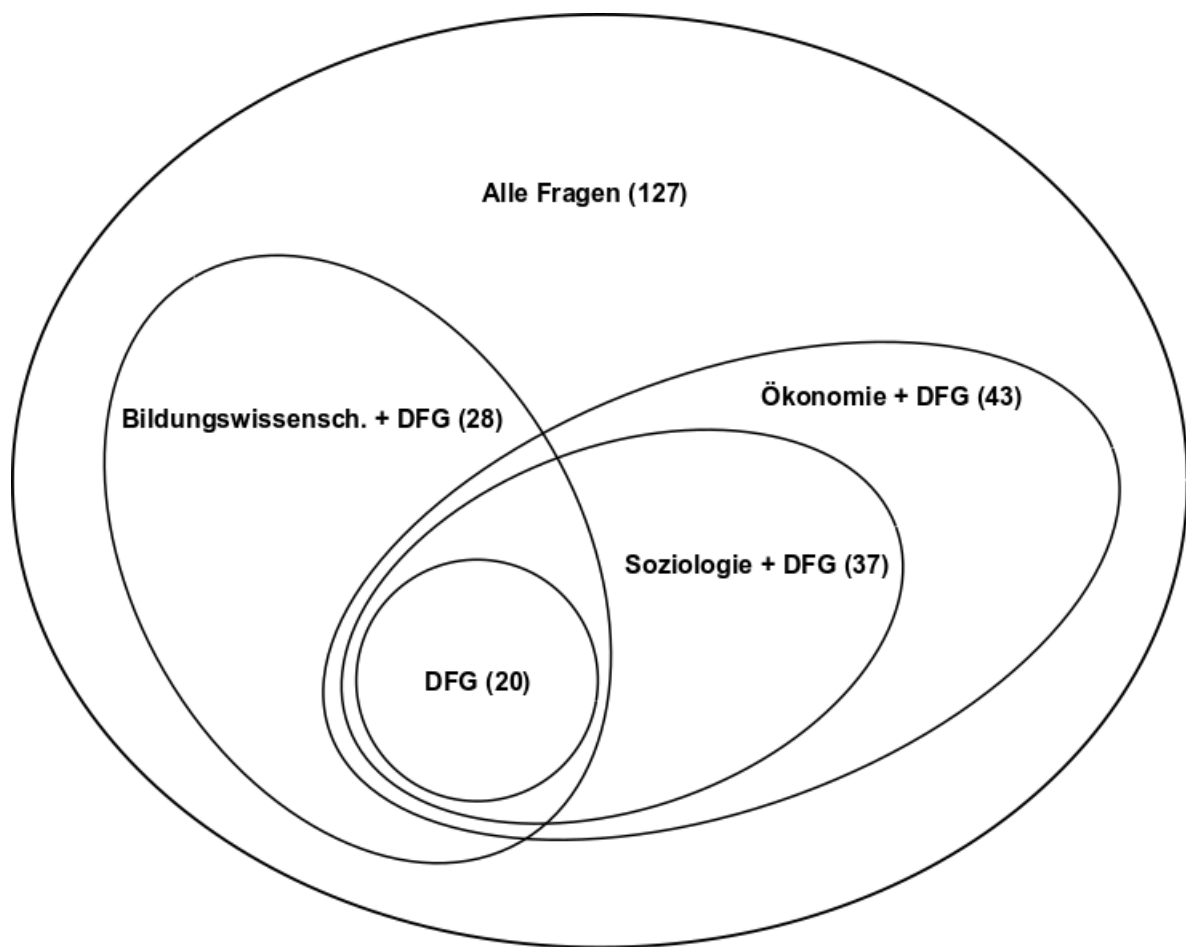 Alle Fragen (127)
Ökonomie + DFG (43)
Bildungswissensch. + DFG (28)
Soziologie + DFG (37)
DFG (20)